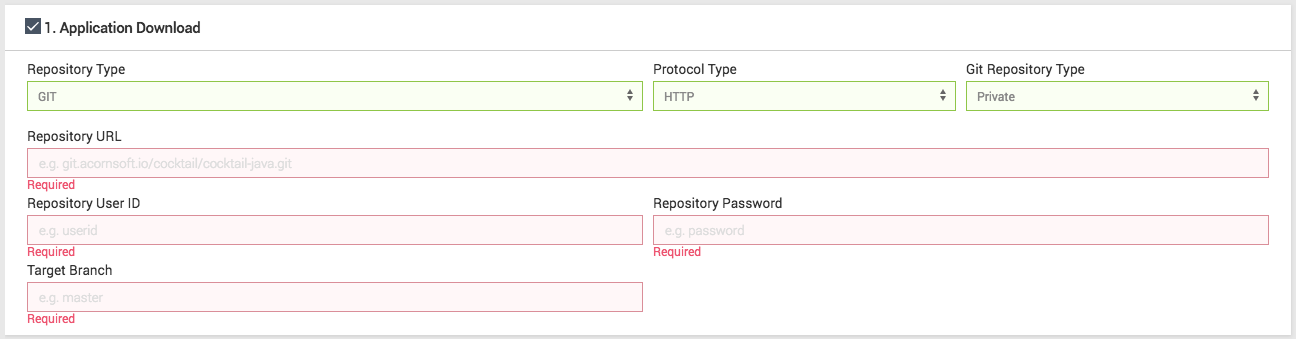 1. Application Download
Repository Type Protocol Type Git Repository Type
GIT HTTP Private
Repository URL
e.g. git.acornsoft.io/cocktail/cocktail-java.git
Required
Repository User ID Repository Password
e.g. userid e.g. password
Required Required
Target Branch
e.g. master
Required